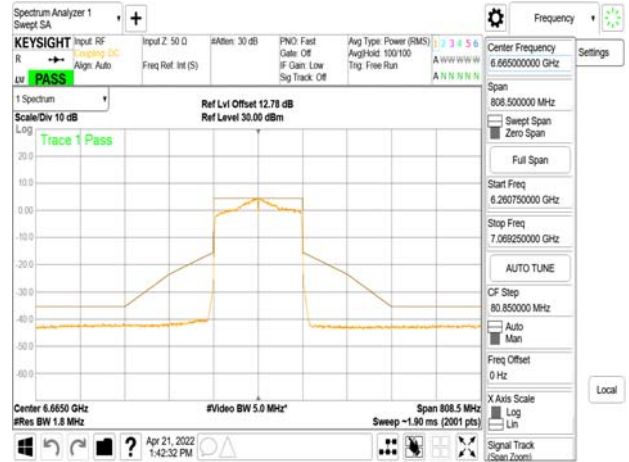 Spectrum Analyzer 1
Swept SA
+
Frequency
KEYSIGHT
R
LV PASS
Input: RF
Coupling: DC
Align: Auto
Input Z: 50 Ω
Freq Ref: Int (S)
#Atten: 30 dB
PNO: Fast
Gate: Off
IF Gain: Low
Sig Track: Off
Avg Type: Power (RMS)
Avg|Hold: 100/100
Trig: Free Run
1 2 3 4 5 6
A W W W W W
A N N N N N
1 Spectrum
Scale/Div 10 dB
Ref Lvl Offset 12.78 dB
Ref Level 30.00 dBm
Log
Trace 1 Pass
20.0
10.0
0.00
-10.0
-20.0
-30.0
-40.0
-50.0
-60.0
Center 6.6650 GHz
#Res BW 1.8 MHz
#Video BW 5.0 MHz*
Span 808.5 MHz
Sweep ~1.90 ms (2001 pts)
?
Apr 21, 2022
1:42:32 PM
Center Frequency
6.665000000 GHz
Span
808.500000 MHz
Swept Span
Zero Span
Full Span
Start Freq
6.260750000 GHz
Stop Freq
7.069250000 GHz
AUTO TUNE
CF Step
80.850000 MHz
Auto
Man
Freq Offset
0 Hz
X Axis Scale
Log
Lin
Signal Track
(Span Zoom)
Settings
Local